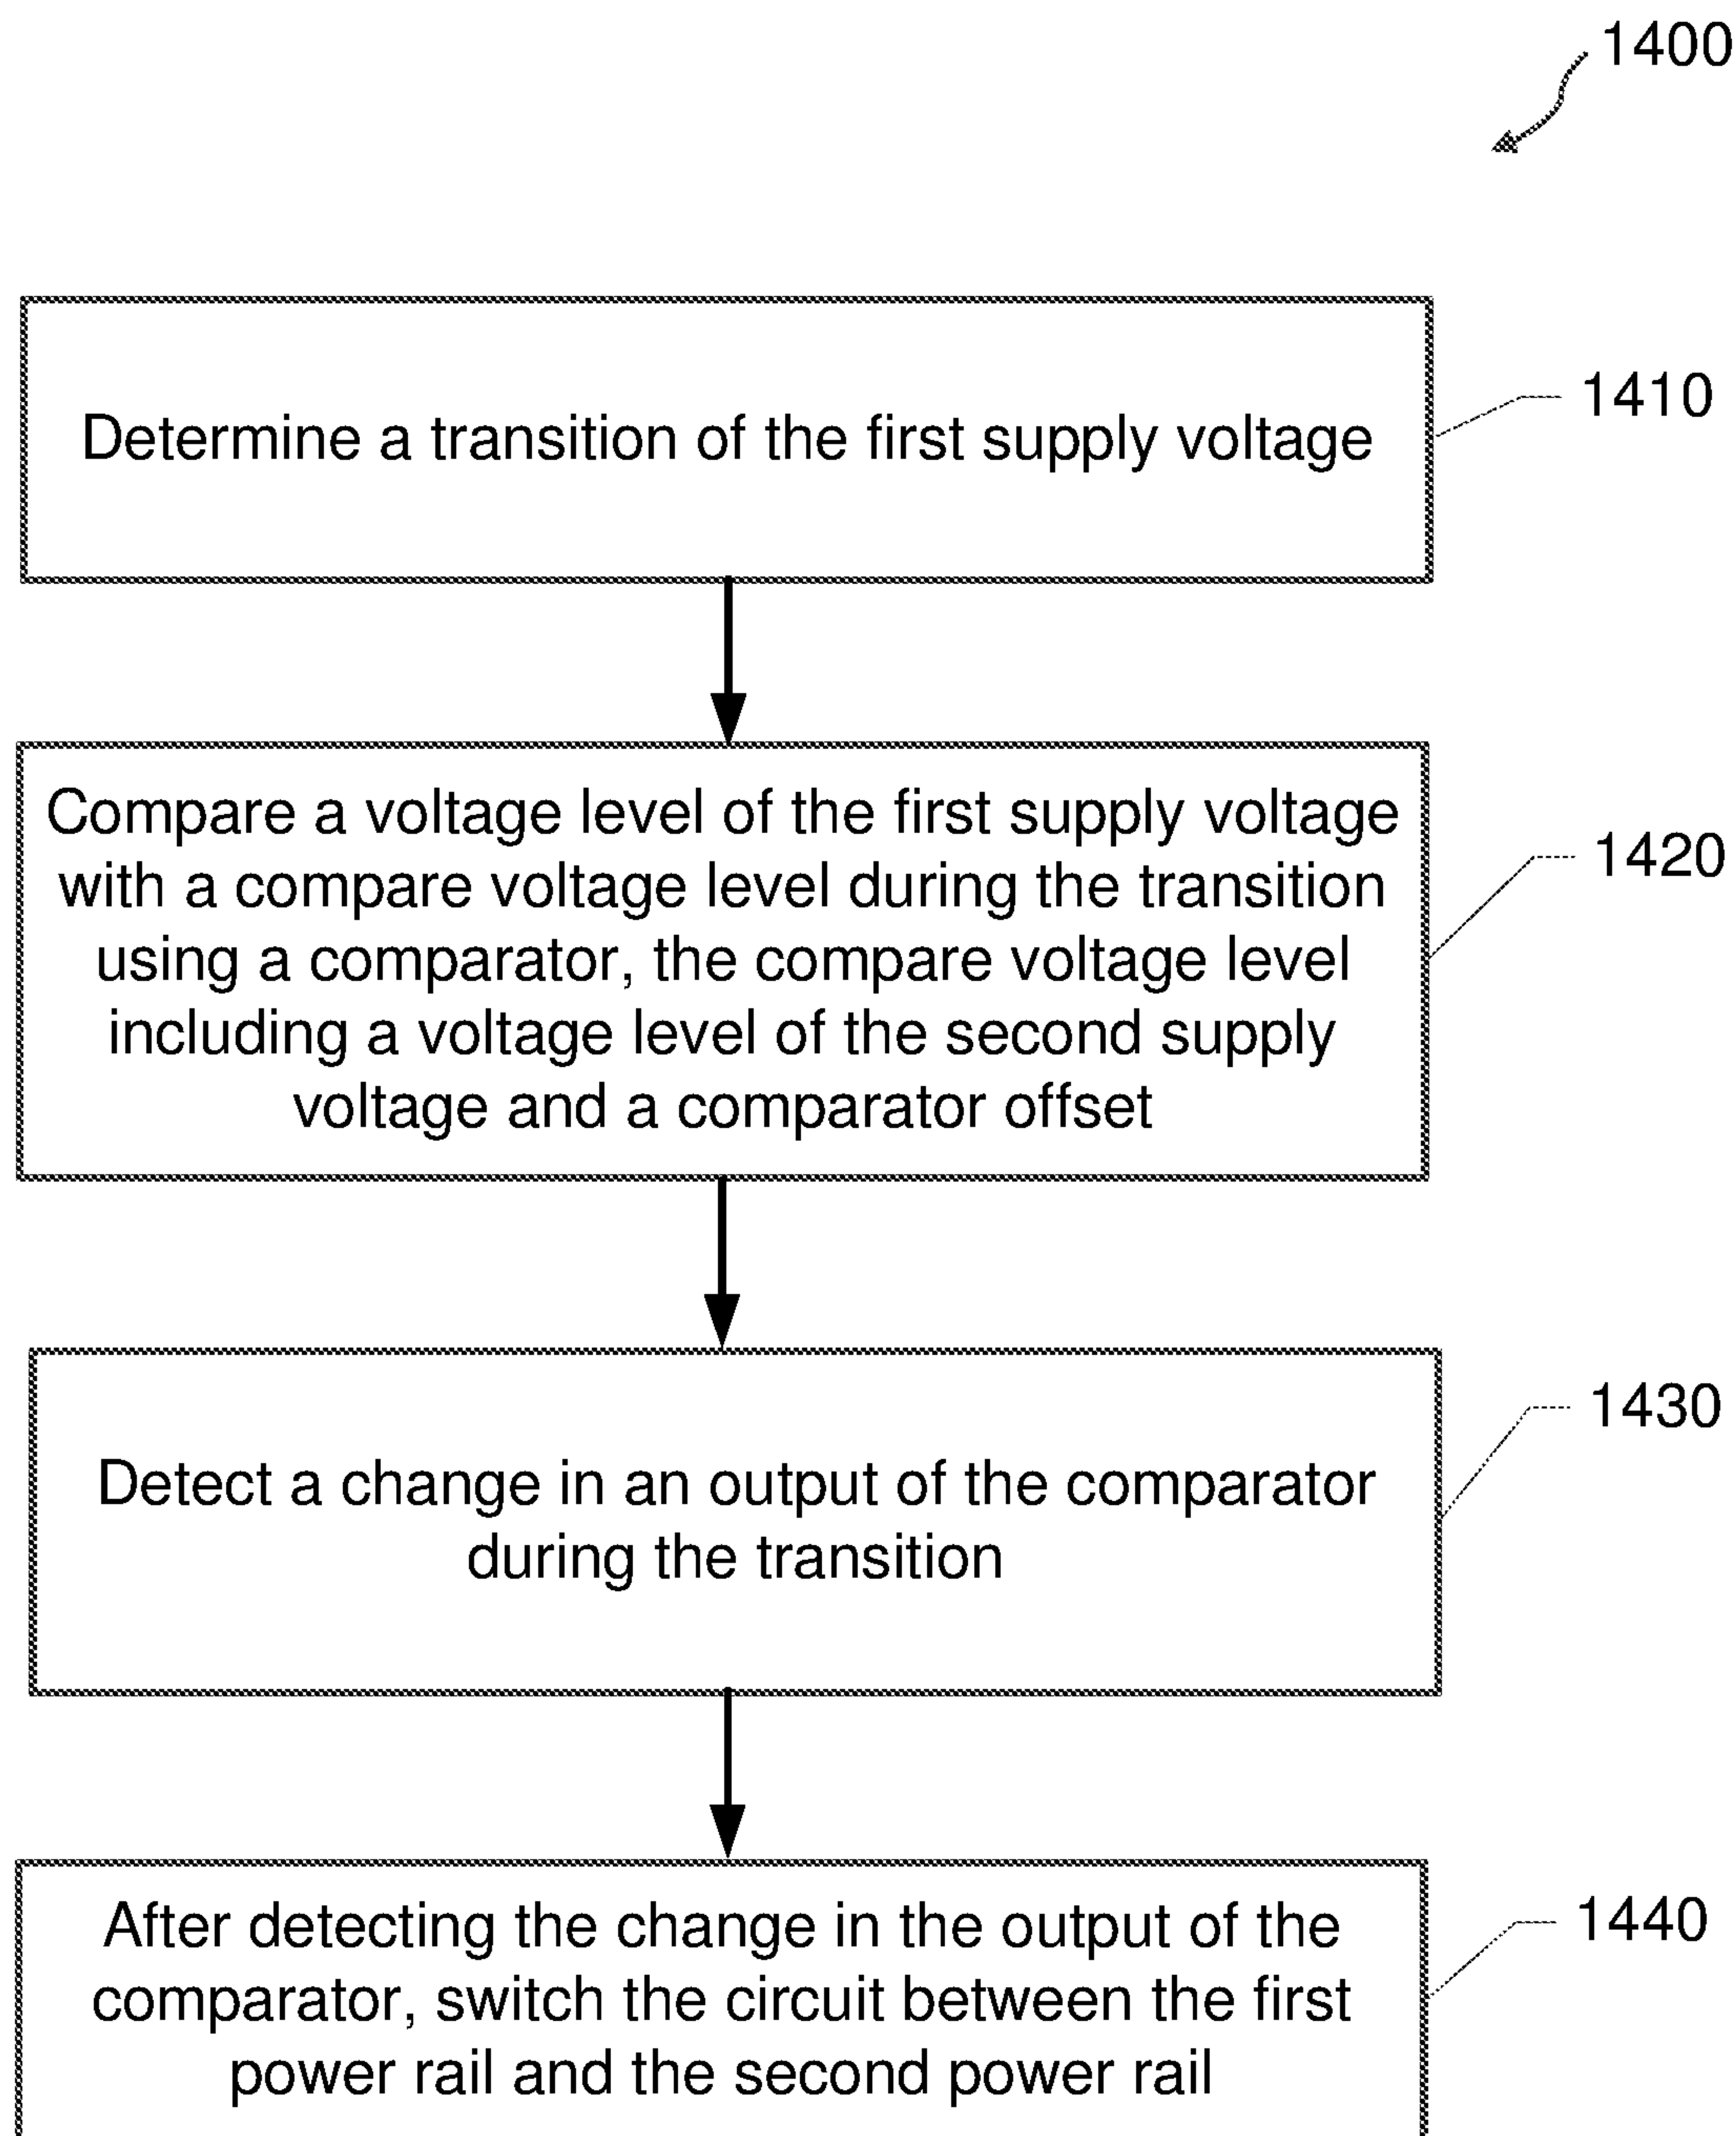 1400
Determine a transition of the first supply voltage
1410
Compare a voltage level of the first supply voltage
with a compare voltage level during the transition
using a comparator, the compare voltage level
including a voltage level of the second supply
voltage and a comparator offset
1420
Detect a change in an output of the comparator
during the transition
1430
After detecting the change in the output of the
comparator, switch the circuit between the first
power rail and the second power rail
1440